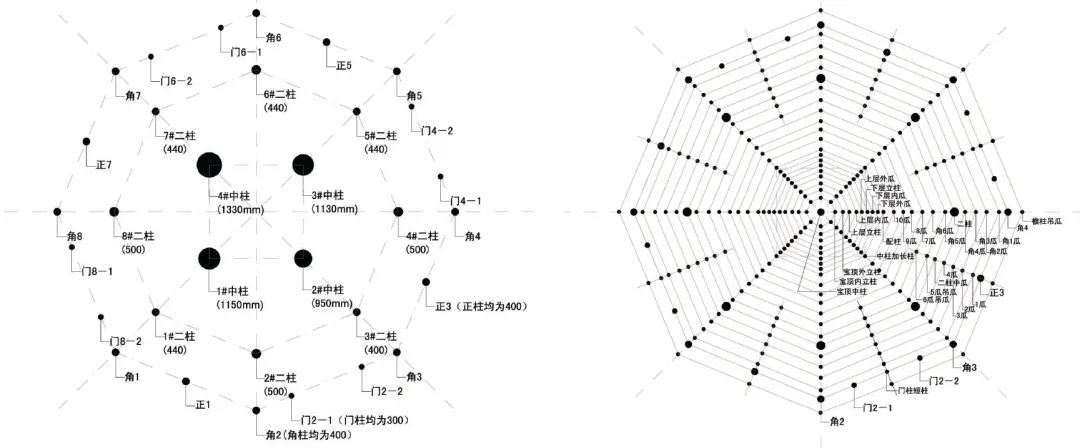 角6
门6-1
正5
门6-2
角7
角5
6#二柱
(440)
门4-2
7#二柱
(440)
5#二柱
(440)
正7
4#中柱
(1330mm)
3#中柱
(1130mm)
门4-1
角8
8#二柱
(500)
4#二柱
(500)
角4
门8-1
1#中柱
(1150mm)
2#中柱
(950mm)
正3（正柱均为400）
门8-2
1#二柱
(440)
3#二柱
(400)
角1
2#二柱
(500)
角3
门2-2
正1
门2-1（门柱均为300）
角2(角柱均为400)
上层外瓜
下层立柱
下层内瓜
下层外瓜
上层内瓜
上层立柱
10瓜
配柱
9瓜
8瓜
7瓜
角6瓜
角5瓜
二柱
角4瓜
角3瓜
角2瓜
角1瓜
角4
檐柱吊瓜
中柱加长柱
宝顶外立柱
宝顶内立柱
宝顶中柱
4瓜
二柱中瓜
5瓜吊瓜
6瓜吊瓜
3瓜
2瓜
1瓜
正3
角3
门2-2
门柱短柱
门2-1
角2